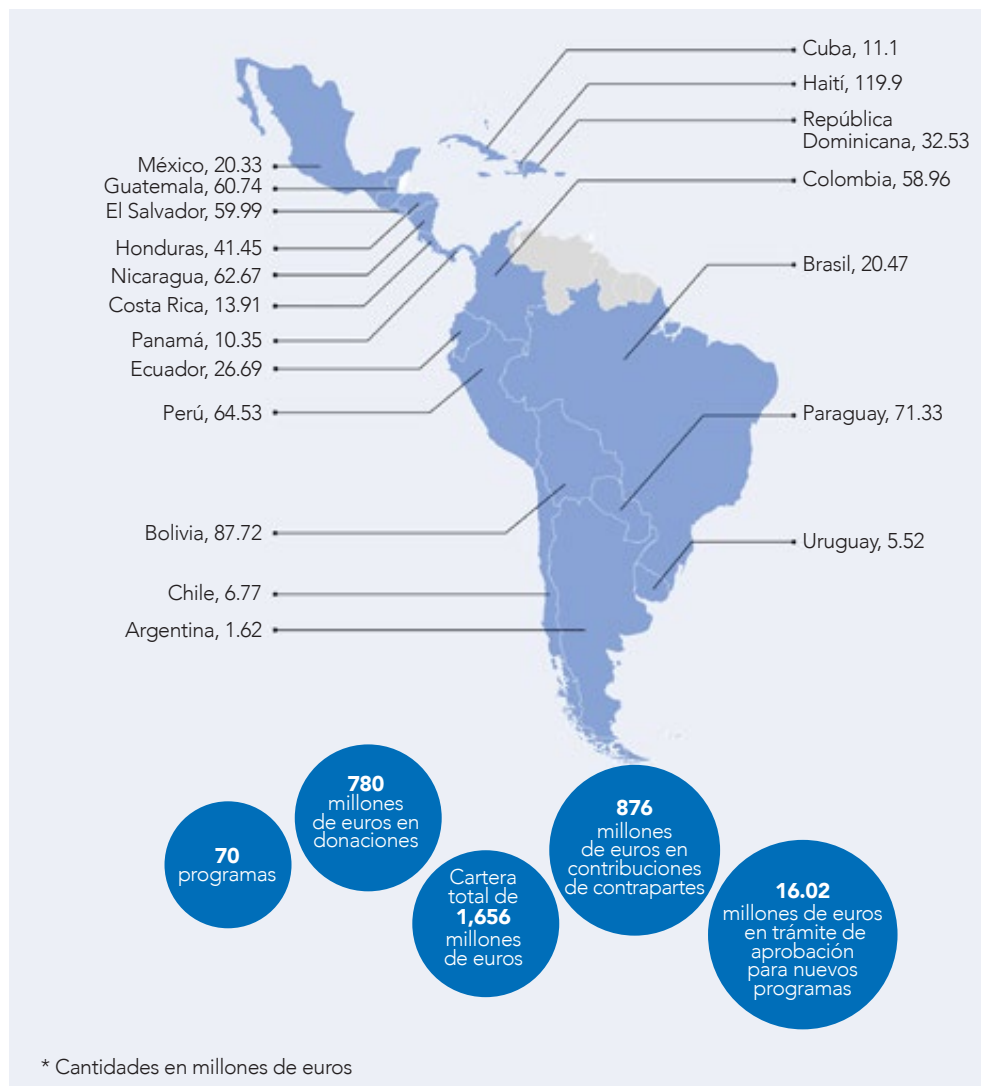 Cuba, 11.1
Haití, 119.9
República
Dominicana, 32.53
Colombia, 58.96
Brasil, 20.47
Paraguay, 71.33
Uruguay, 5.52
México, 20.33
Guatemala, 60.74
El Salvador, 59.99
Honduras, 41.45
Nicaragua, 62.67
Costa Rica, 13.91
Panamá, 10.35
Ecuador, 26.69
Perú, 64.53
Bolivia, 87.72
Chile, 6.77
Argentina, 1.62
70
programas
780
millones
de euros en
donaciones
Cartera
total de
1,656
millones
de euros
876
millones
de euros en
contribuciones
de contrapartes
16.02
millones de euros
en trámite de
aprobación
para nuevos
programas
* Cantidades en millones de euros